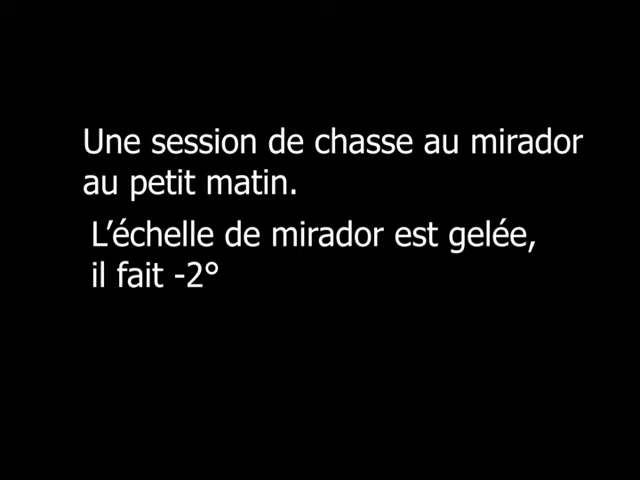 Une session de chasse au mirador
au petit matin.
L’échelle de mirador est gelée,
il fait -2°